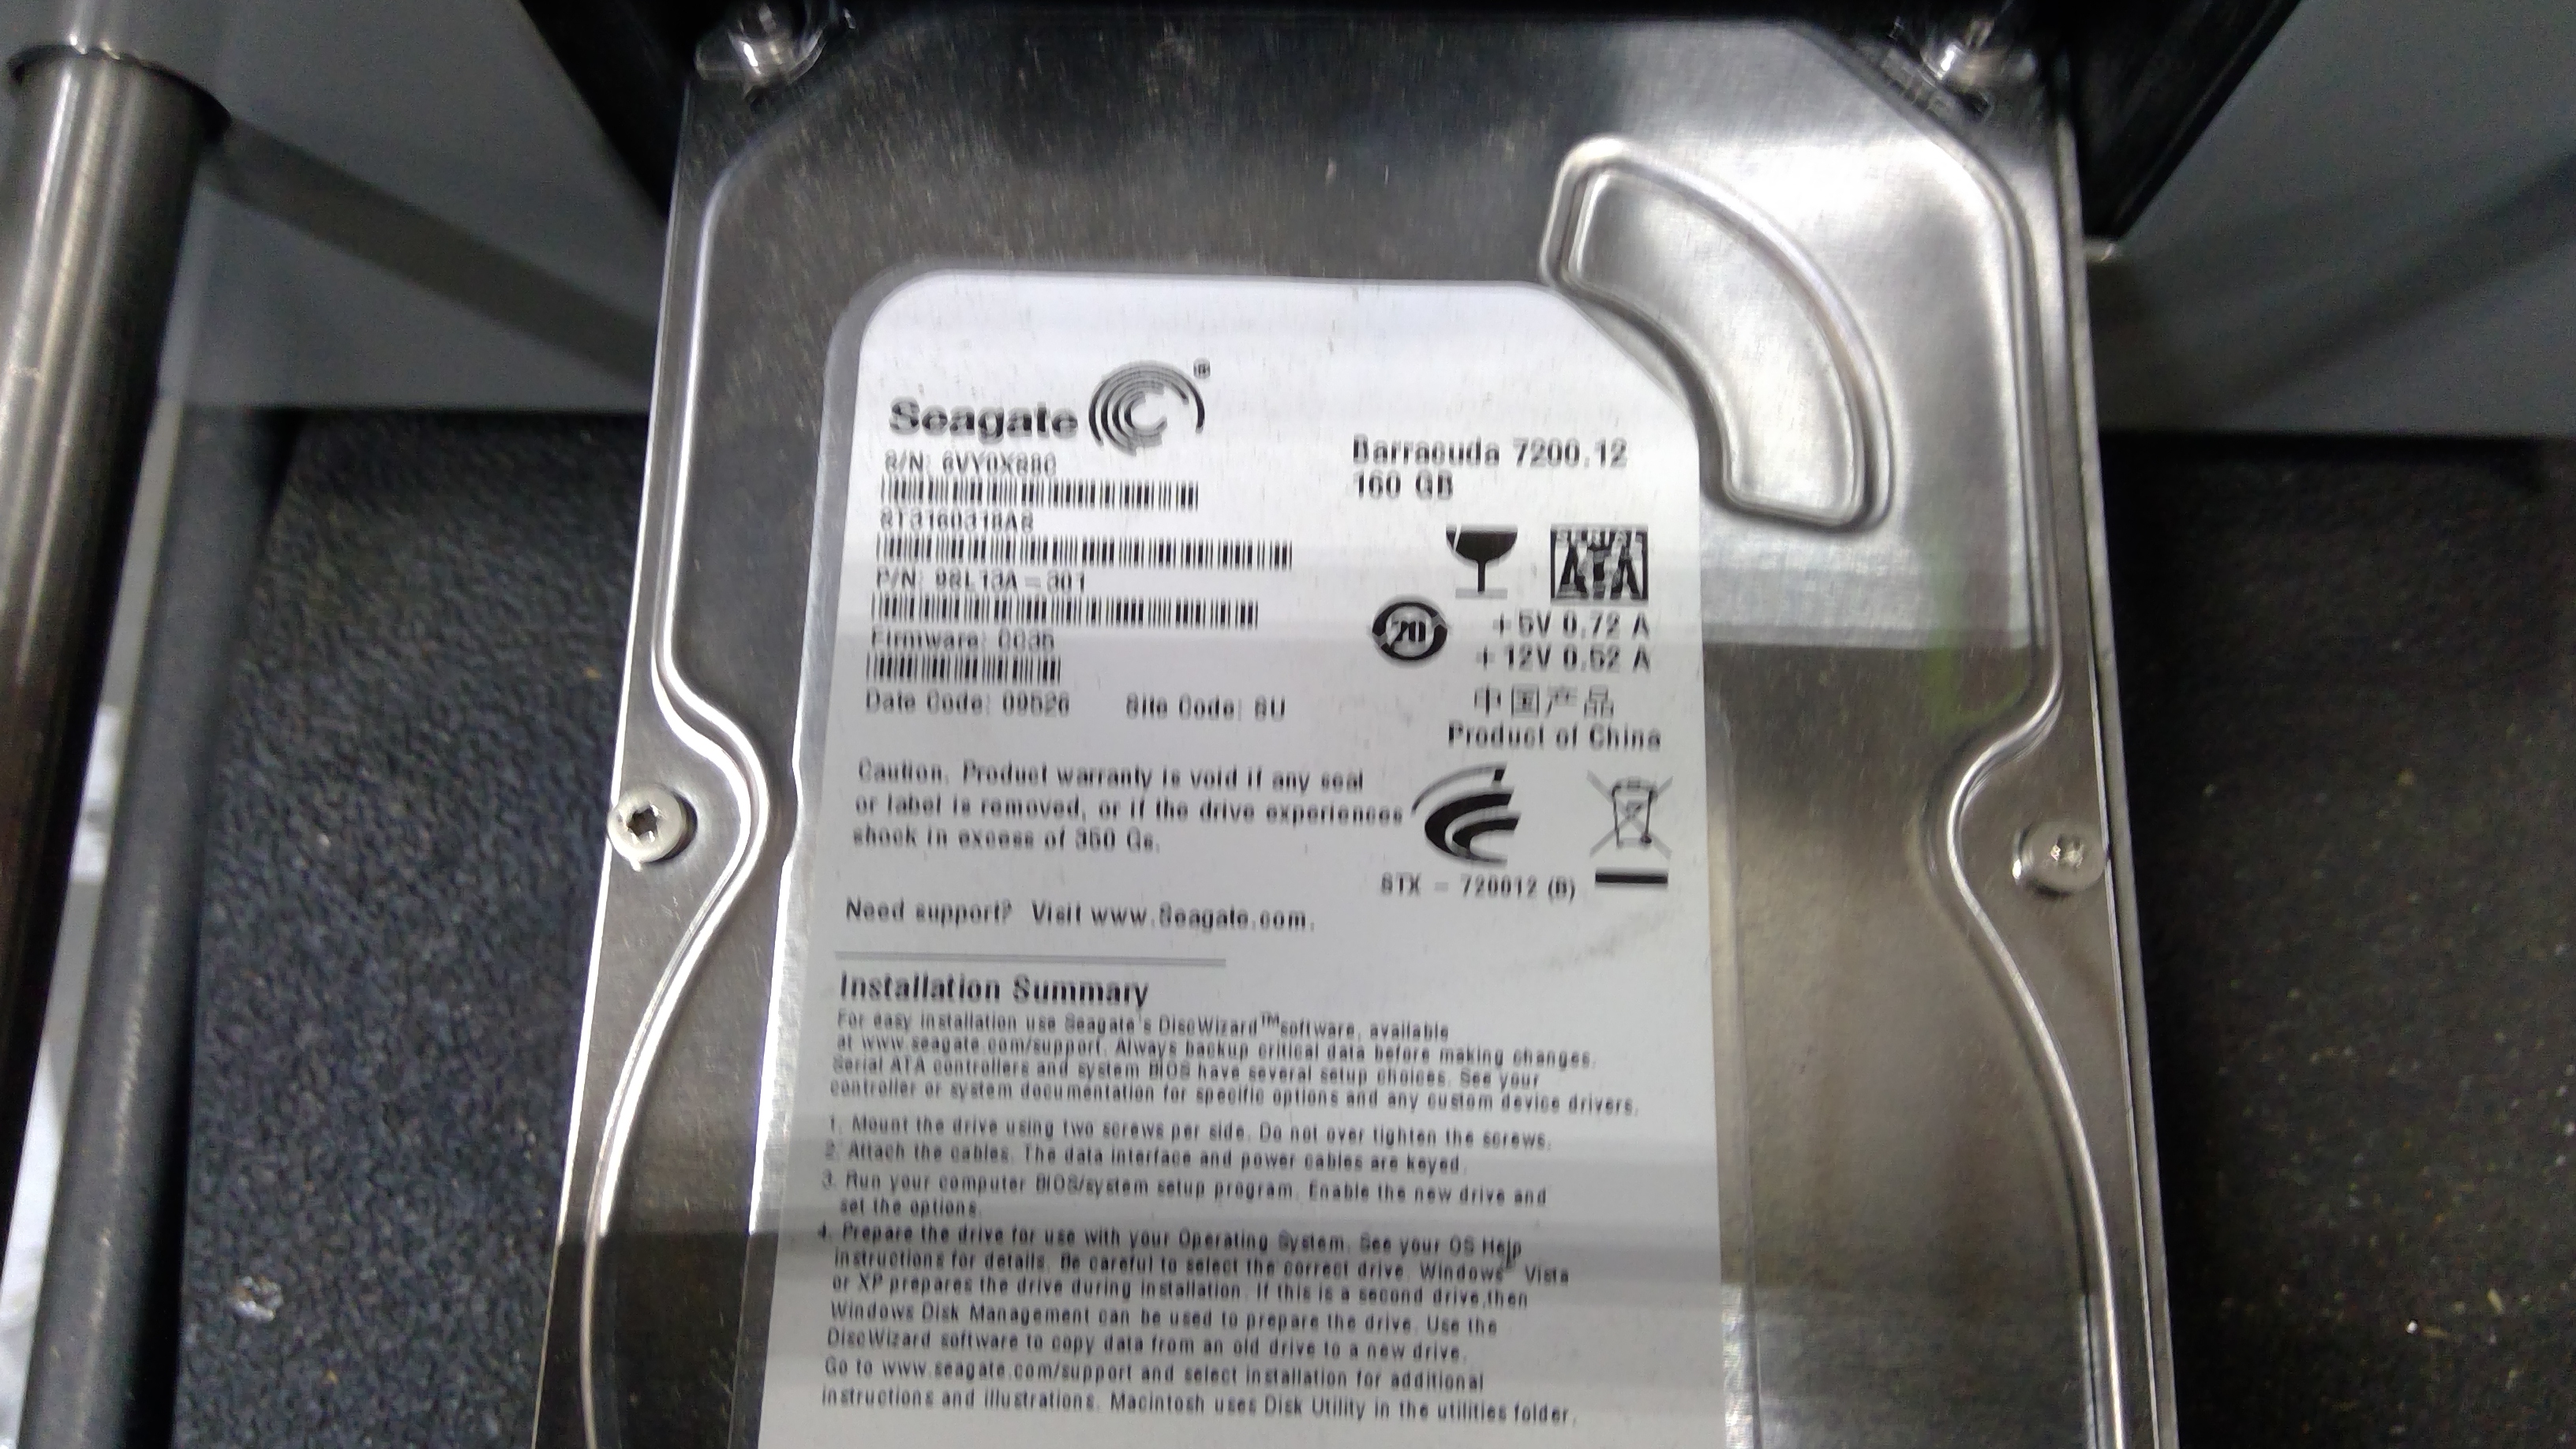 Seagate
®
Barracuda 7200.12
160 GB
S/N:
ST3160318AS
P/N: 9SL13A-301
Firmware: CC35
Date Code: 09526 Site Code: SU
SERIAL
ATA
20
+5V 0.72 A
+12V 0.52 A
中国产品
Product of China
Caution. Product warranty is void if any seal
or label is removed, or if the drive experiences
shock in excess of 350 Gs.
STX - 720012 (B)
Need support? Visit www.Seagate.com.
Installation Summary
For easy installation use Seagate's DiscWizard™software, available
at www.seagate.com/support. Always backup critical data before making changes.
Serial ATA controllers and system BIOS have several setup choices. See your
controller or system documentation for specific options and any custom device drivers.
1. Mount the drive using two screws per side. Do not over tighten the screws.
2. Attach the cables. The data interface and power cables are keyed.
3. Run your computer BIOS/system setup program. Enable the new drive and
set the options.
4. Prepare the drive for use with your Operating System. See your OS Help
instructions for details. Be careful to select the correct drive. Windows® Vista
or XP prepares the drive during installation. If this is a second drive,then
Windows Disk Management can be used to prepare the drive. Use the
DiscWizard software to copy data from an old drive to a new drive.
Go to www.seagate.com/support and select installation for additional
instructions and illustrations. Macintosh uses Disk Utility in the utilities folder.